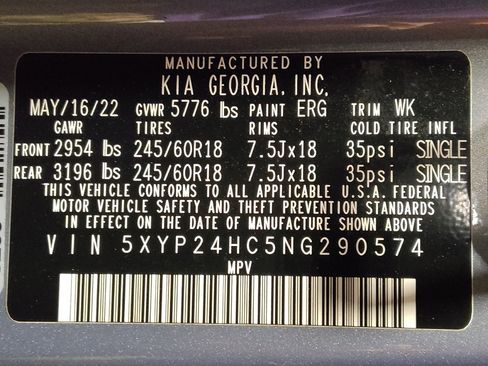 MANUFACTURED BY
KIA GEORGIA, INC.
MAY/16/22 GVWR 5776 lbs PAINT ERG TRIM WK
GAWR TIRES RIMS COLD TIRE INFL
FRONT 2954 lbs 245/60R18 7.5Jx18 35psi SINGLE
REAR 3196 lbs 245/60R18 7.5Jx18 35psi SINGLE
THIS VEHICLE CONFORMS TO ALL APPLICABLE U.S.A. FEDERAL
MOTOR VEHICLE SAFETY AND THEFT PREVENTION STANDARDS
IN EFFECT ON THE DATE OF MANUFACTURE SHOWN ABOVE.
VIN 5XYP24HC5NG290574
MPV